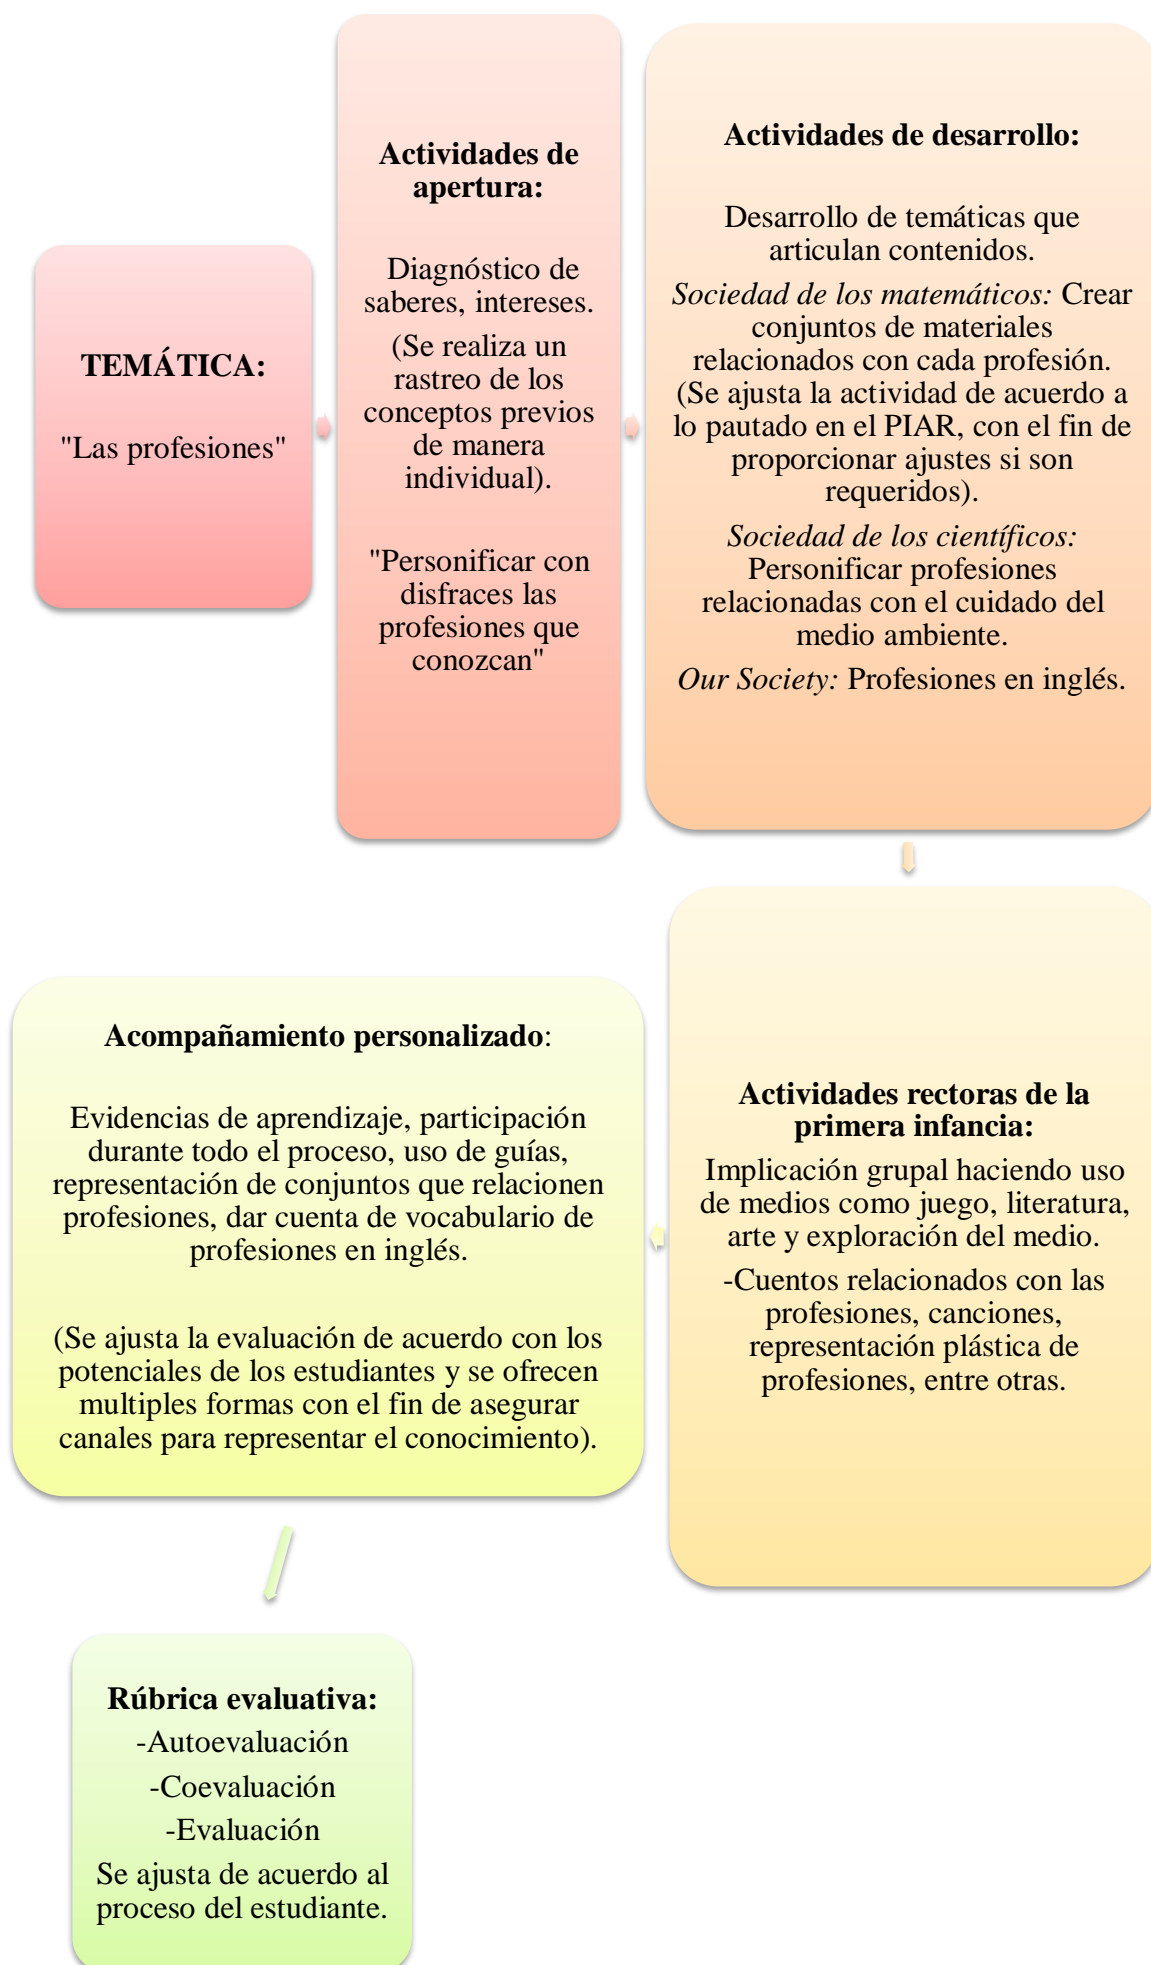 TEMÁTICA:
"Las profesiones"
Actividades de
apertura:
Diagnóstico de
saberes, intereses.
(Se realiza un
rastreo de los
conceptos previos
de manera
individual).
"Personificar con
disfraces las
profesiones que
conozcan"
Actividades de desarrollo:
Desarrollo de temáticas que
articulan contenidos.
Sociedad de los matemáticos: Crear
conjuntos de materiales
relacionados con cada profesión.
(Se ajusta la actividad de acuerdo a
lo pautado en el PIAR, con el fin de
proporcionar ajustes si son
requeridos).
Sociedad de los científicos:
Personificar profesiones
relacionadas con el cuidado del
medio ambiente.
Our Society: Profesiones en inglés.
Actividades rectoras de la
primera infancia:
Implicación grupal haciendo uso
de medios como juego, literatura,
arte y exploración del medio.
-Cuentos relacionados con las
profesiones, canciones,
representación plástica de
profesiones, entre otras.
Acompañamiento personalizado:
Evidencias de aprendizaje, participación
durante todo el proceso, uso de guías,
representación de conjuntos que relacionen
profesiones, dar cuenta de vocabulario de
profesiones en inglés.
(Se ajusta la evaluación de acuerdo con los
potenciales de los estudiantes y se ofrecen
multiples formas con el fin de asegurar
canales para representar el conocimiento).
Rúbrica evaluativa:
-Autoevaluación
-Coevaluación
-Evaluación
Se ajusta de acuerdo al
proceso del estudiante.